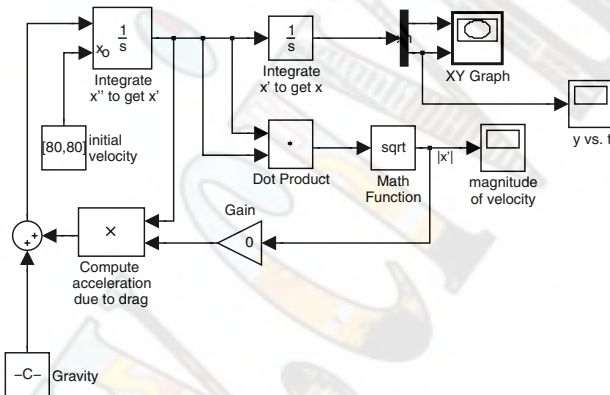 1
s
xo
Integrate
x'' to get x'
1
s
Integrate
x' to get x
XY Graph
y vs. t
[80,80]
initial
velocity
Dot Product
sqrt
Math
Function
|x'|
magnitude
of velocity
Gain
0
×
Compute
acceleration
due to drag
+
+
−C−
Gravity